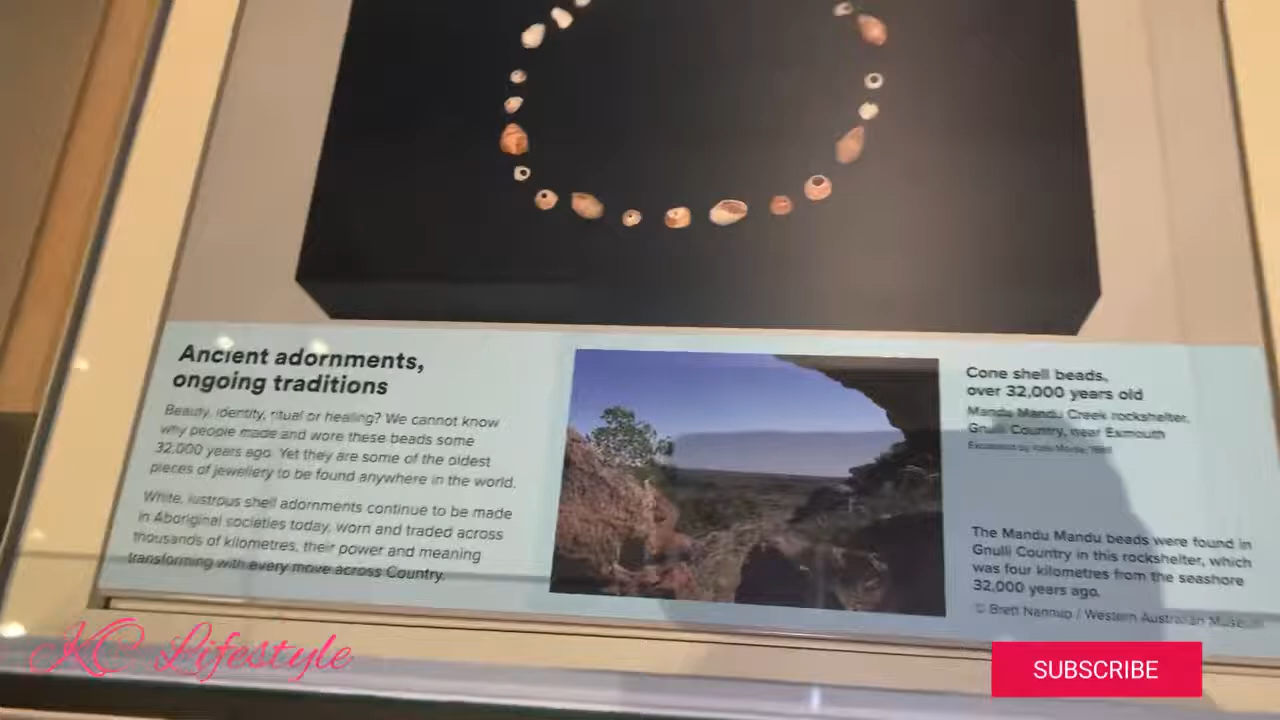 Ancient adornments,
ongoing traditions
Beauty, identity, ritual or healing? We cannot know
why people made and wore these beads some
32,000 years ago. Yet they are some of the oldest
pieces of jewellery to be found anywhere in the world.
White, lustrous shell adornments continue to be made
in Aboriginal societies today, worn and traded across
thousands of kilometres, their power and meaning
transforming with every move across Country.
Cone shell beads,
over 32,000 years old
Mandu Mandu Creek rockshelter,
Gnulli Country, near Exmouth
Excavated by Kate Morse,
The Mandu Mandu beads were found in
Gnulli Country in this rockshelter, which
was four kilometres from the seashore
32,000 years ago.
© Brett Nannup / Western Australian Museum
KC Lifestyle
SUBSCRIBE